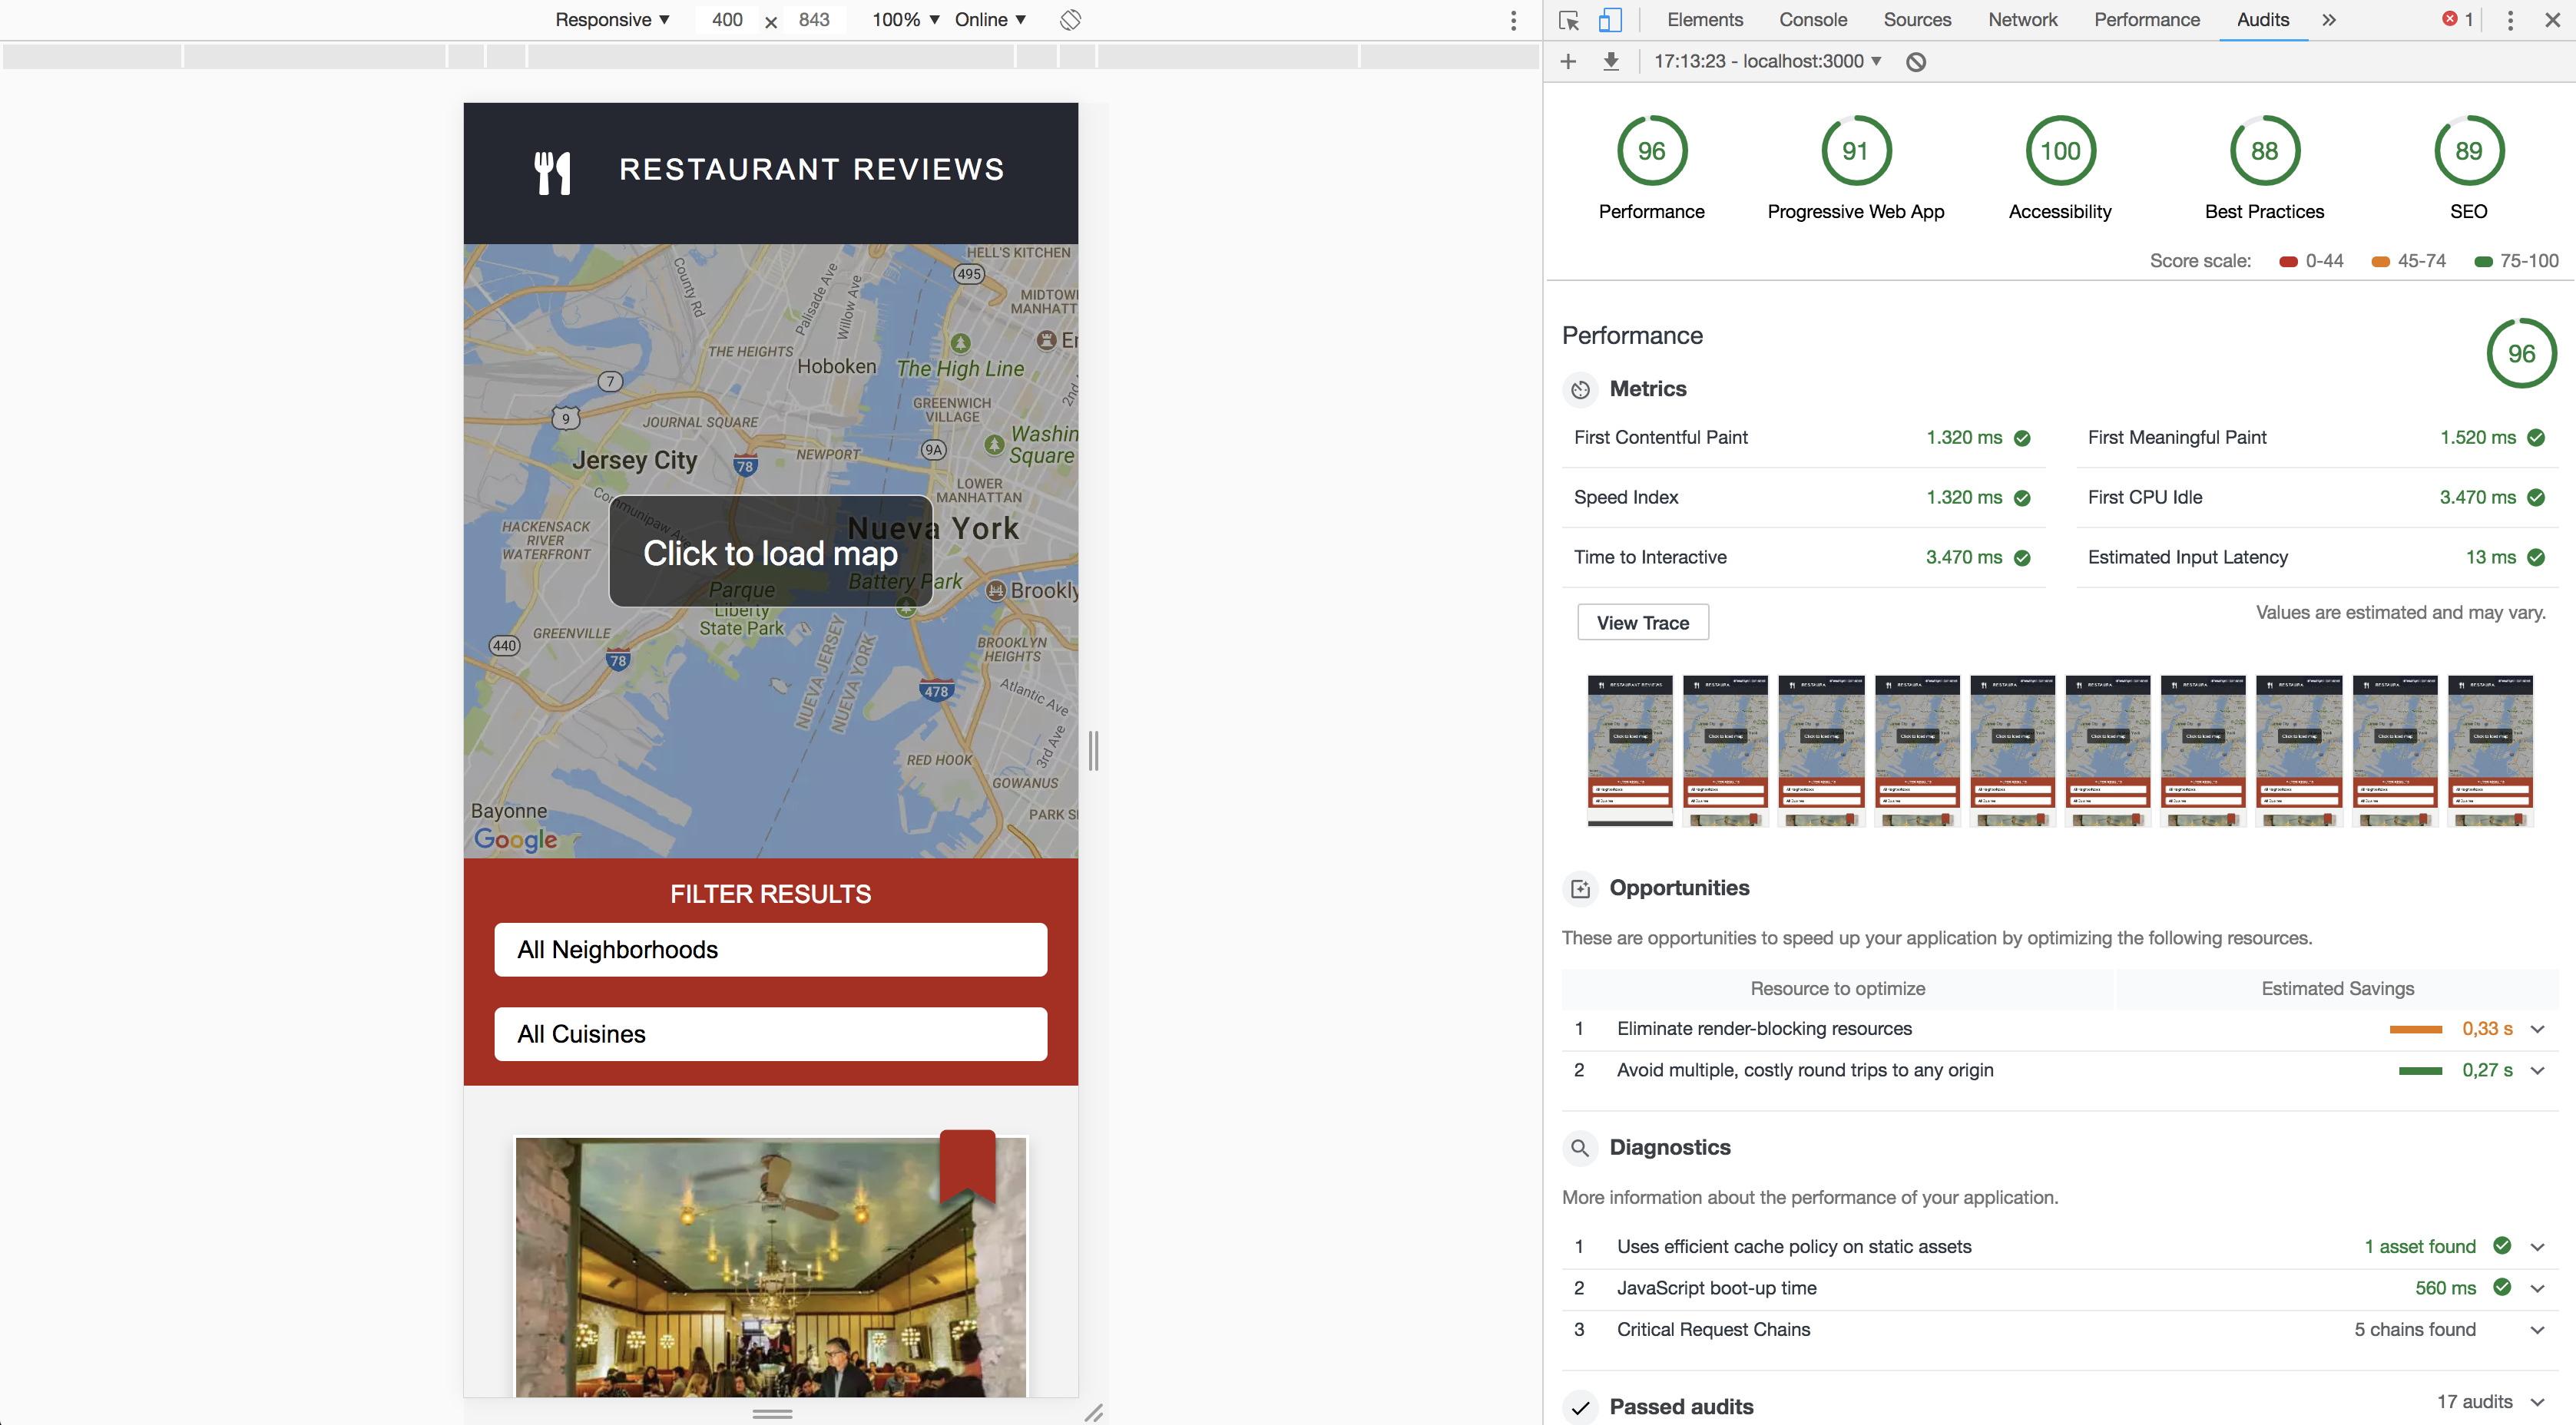 Responsive ▼ 400 × 843 100% ▼ Online ▼
RESTAURANT REVIEWS
HELL'S KITCHEN
495
County Rd
Palisade Ave
Willow Ave
MIDTOWN
MANHATT
THE HEIGHTS
Hoboken
The High Line
7
2nd
GREENWICH
VILLAGE
9
JOURNAL SQUARE
Washin
Square
9A
NEWPORT
Jersey City
78
LOWER
MANHATTAN
Communipaw Ave
HACKENSACK
RIVER
WATERFRONT
Nueva York
Click to load map
Battery Park
Parque
Liberty
State Park
Brookly
GREENVILLE
440
78
NUEVA JERSEY
NUEVA YORK
BROOKLYN
HEIGHTS
478
Atlantic Ave
3rd Ave
RED HOOK
GOWANUS
Bayonne
PARK S
Google
FILTER RESULTS
All Neighborhoods
All Cuisines
Elements Console Sources Network Performance Audits » 1
17:13:23 - localhost:3000 ▼
96 91 100 88 89
Performance Progressive Web App Accessibility Best Practices SEO
Score scale: 0-44 45-74 75-100
Performance
96
Metrics
First Contentful Paint 1.320 ms First Meaningful Paint 1.520 ms
Speed Index 1.320 ms First CPU Idle 3.470 ms
Time to Interactive 3.470 ms Estimated Input Latency 13 ms
View Trace
Values are estimated and may vary.
Opportunities
These are opportunities to speed up your application by optimizing the following resources.
Resource to optimize Estimated Savings
1 Eliminate render-blocking resources 0,33 s
2 Avoid multiple, costly round trips to any origin 0,27 s
Diagnostics
More information about the performance of your application.
1 Uses efficient cache policy on static assets 1 asset found
2 JavaScript boot-up time 560 ms
3 Critical Request Chains 5 chains found
Passed audits 17 audits